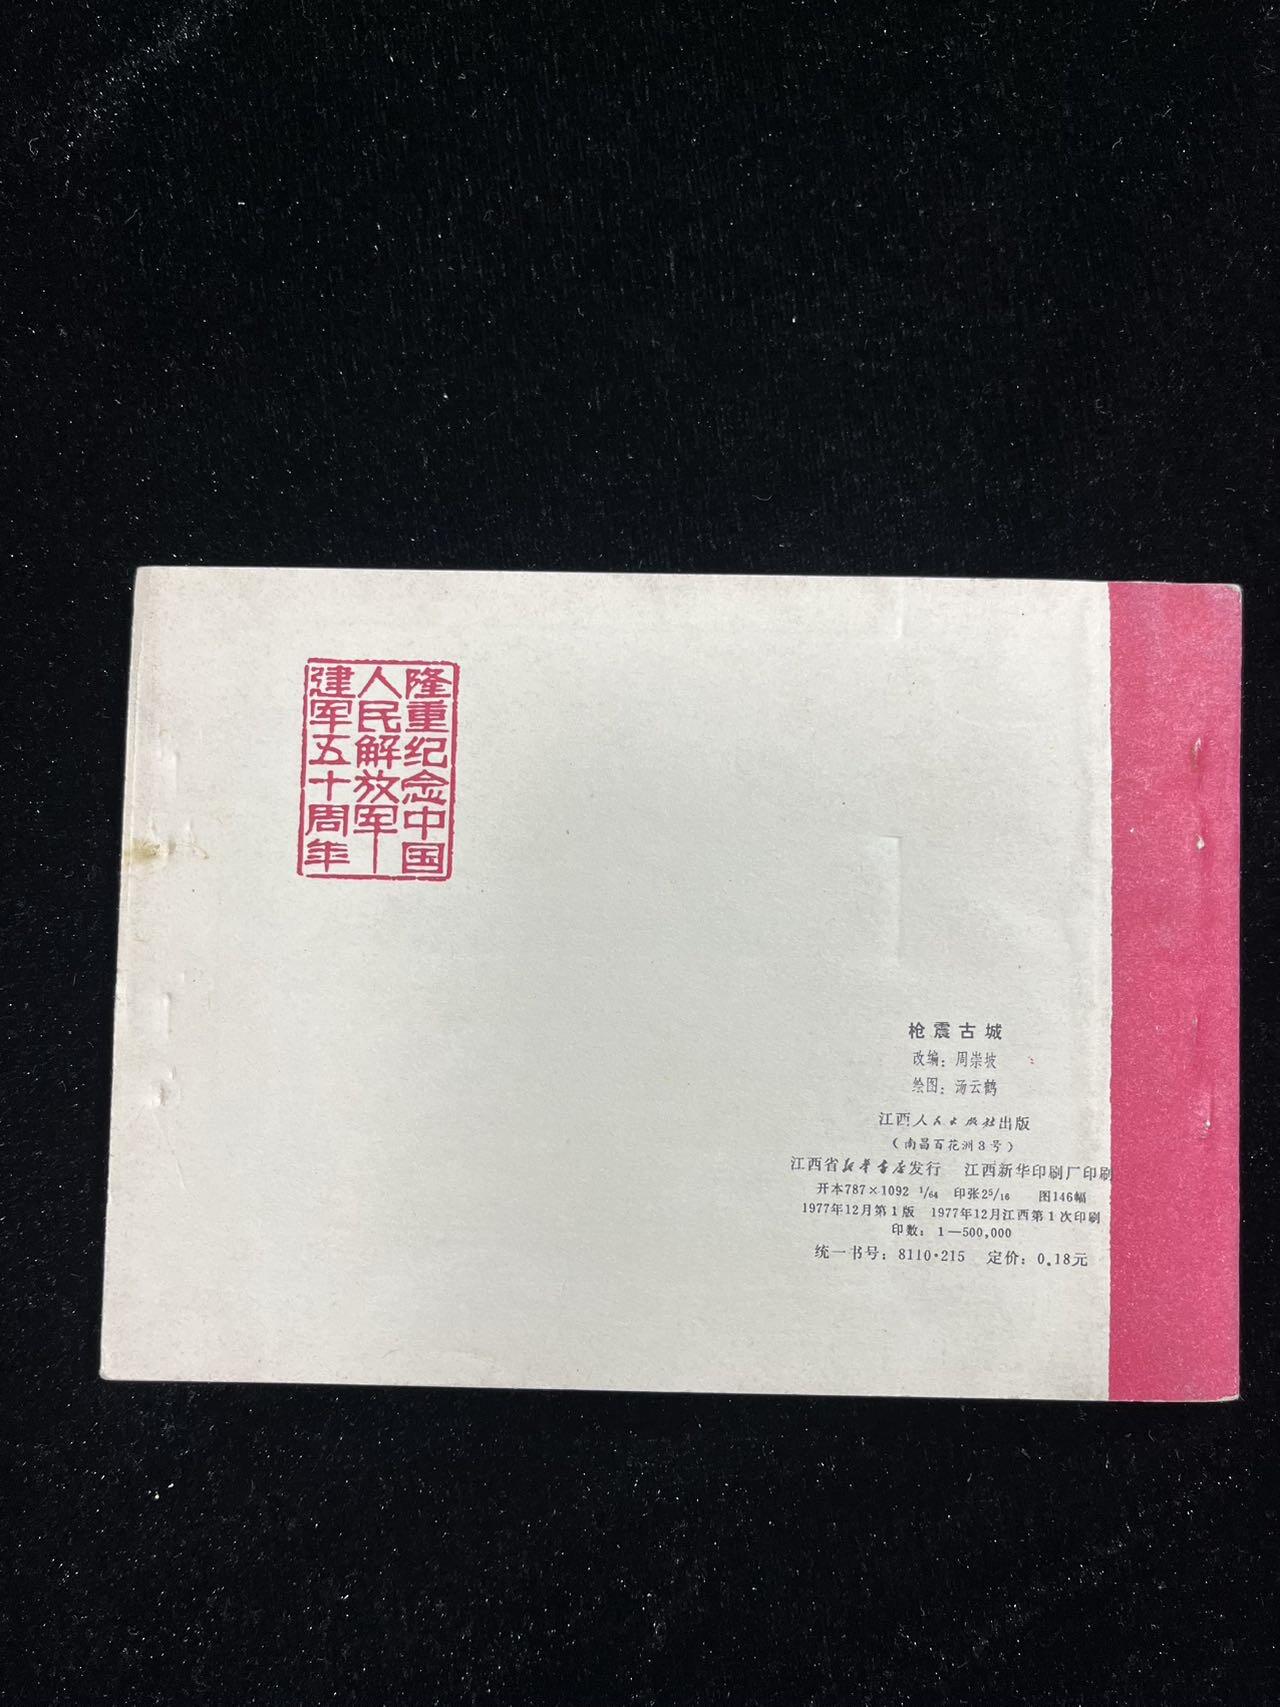 隆重纪念中国
人民解放军
建军五十周年
枪震古城
改编：周崇坡
绘图：汤云鹤
江西人民出版社出版
（南昌百花洲3号）
江西省新华书店发行 江西新华印刷厂印刷
开本787×1092 1/64 印张2 5/16 图146幅
1977年12月第1版 1977年12月江西第1次印刷
印数：1—500,000
统一书号：8110·215 定价：0.18元